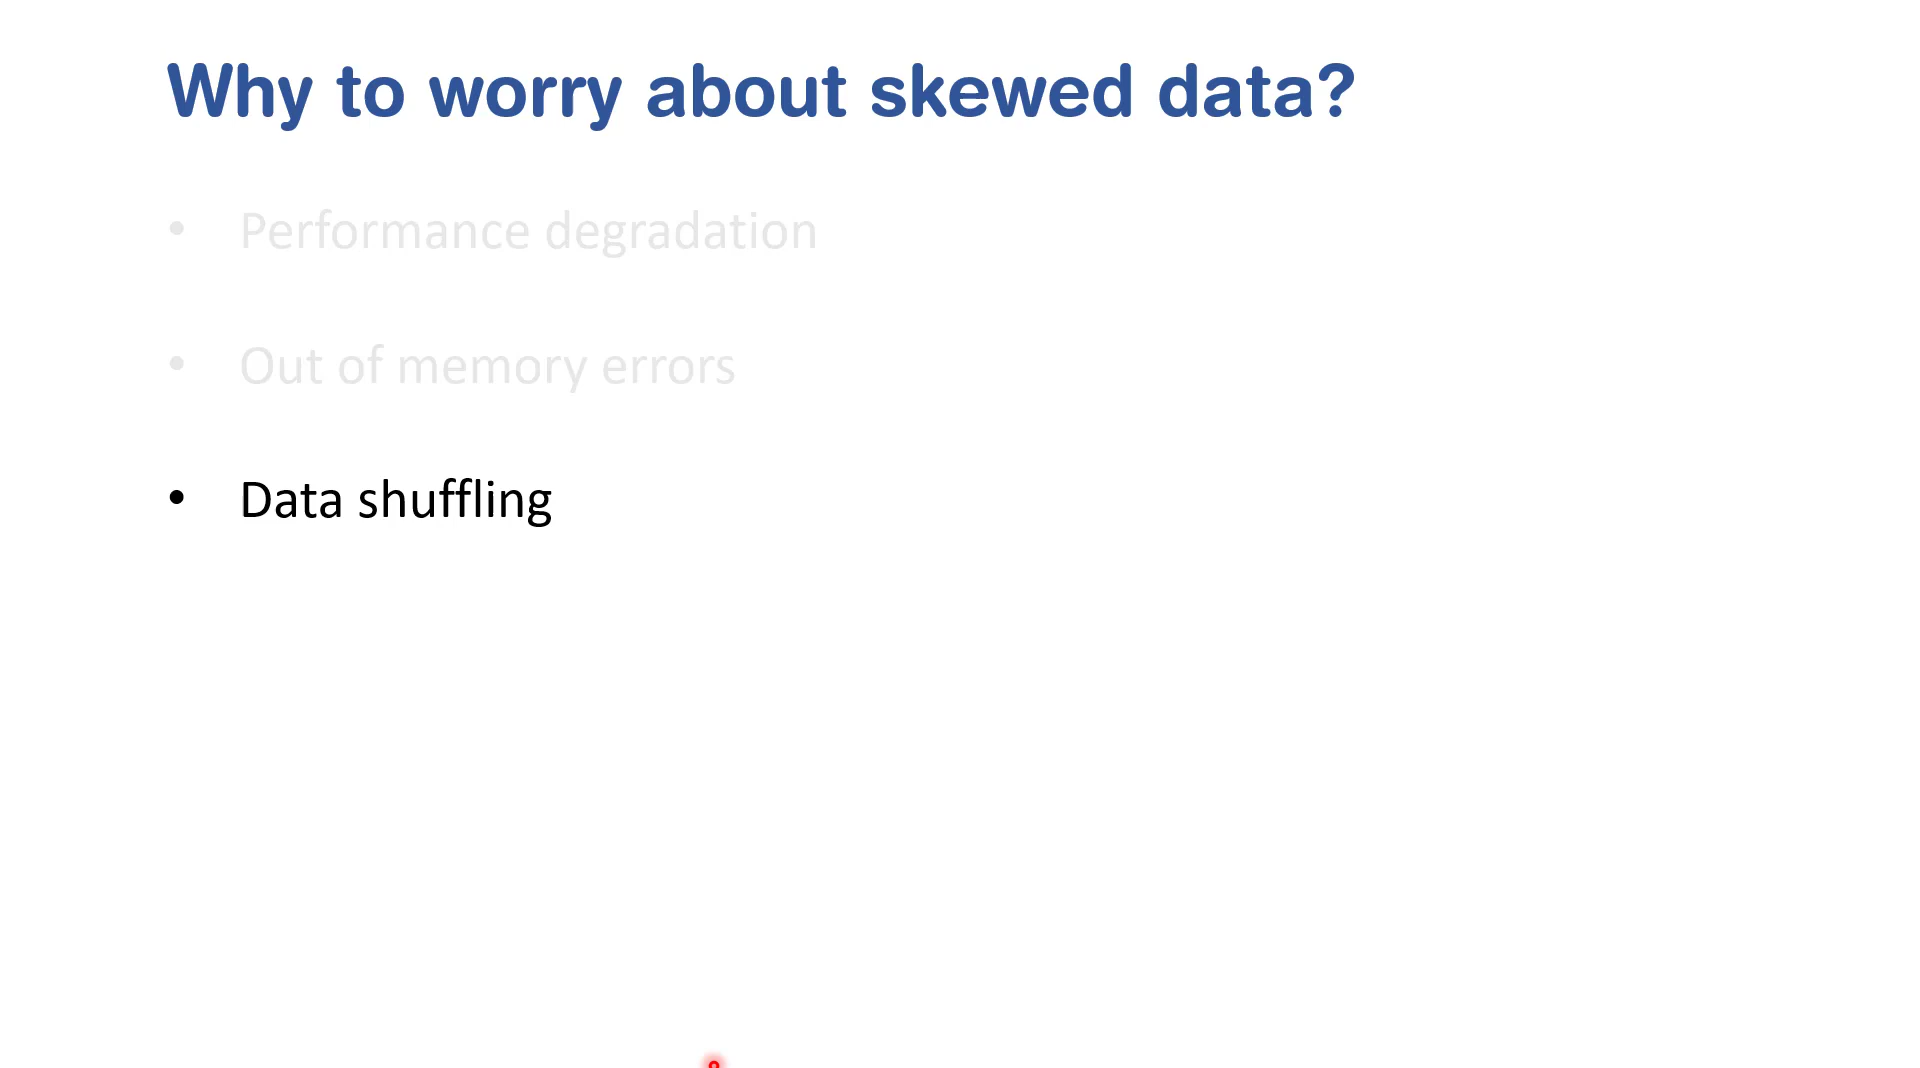 Why to worry about skewed data?
• Performance degradation
• Out of memory errors
• Data shuffling